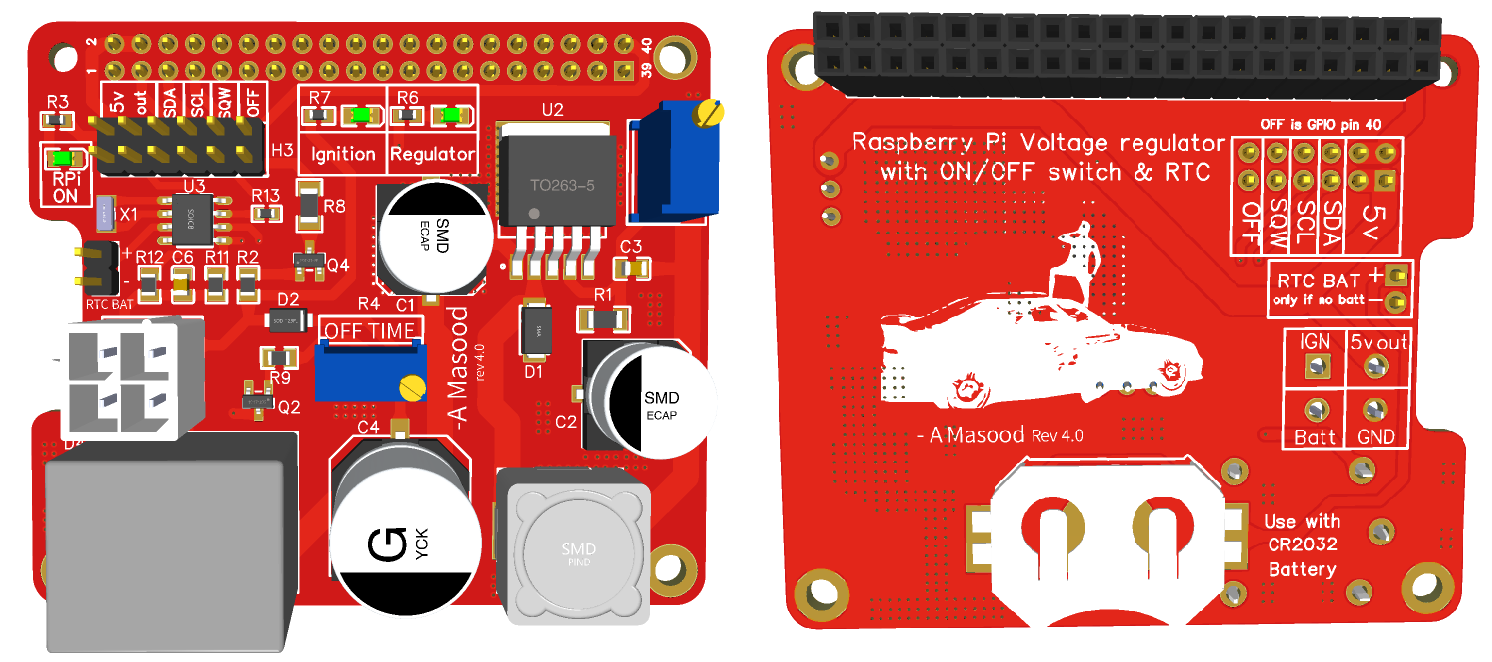 2
40
1
39
R3
5v
out
SDA
SCL
SQW
OFF
R7
R6
U2
H3
Ignition
Regulator
RPi
ON
TO263-5
U3
R13
R8
X1
SOIC8
SMD
ECAP
+
-
R12
C6
R11
R2
Q4
C3
RTC BAT
D2
R4
C1
R1
OFF TIME
-A Masood
rev 4.0
SMA
D1
R9
Q2
C4
C2
SMD
ECAP
G
YCK
SMD
PIND
OFF is GPIO pin 40
Raspberry Pi Voltage regulator
with ON/OFF switch & RTC
OFF
SQW
SCL
SDA
5v
RTC BAT +
only if no batt -
IGN
5v out
Batt
GND
- A Masood Rev 4.0
Use with
CR2032
Battery